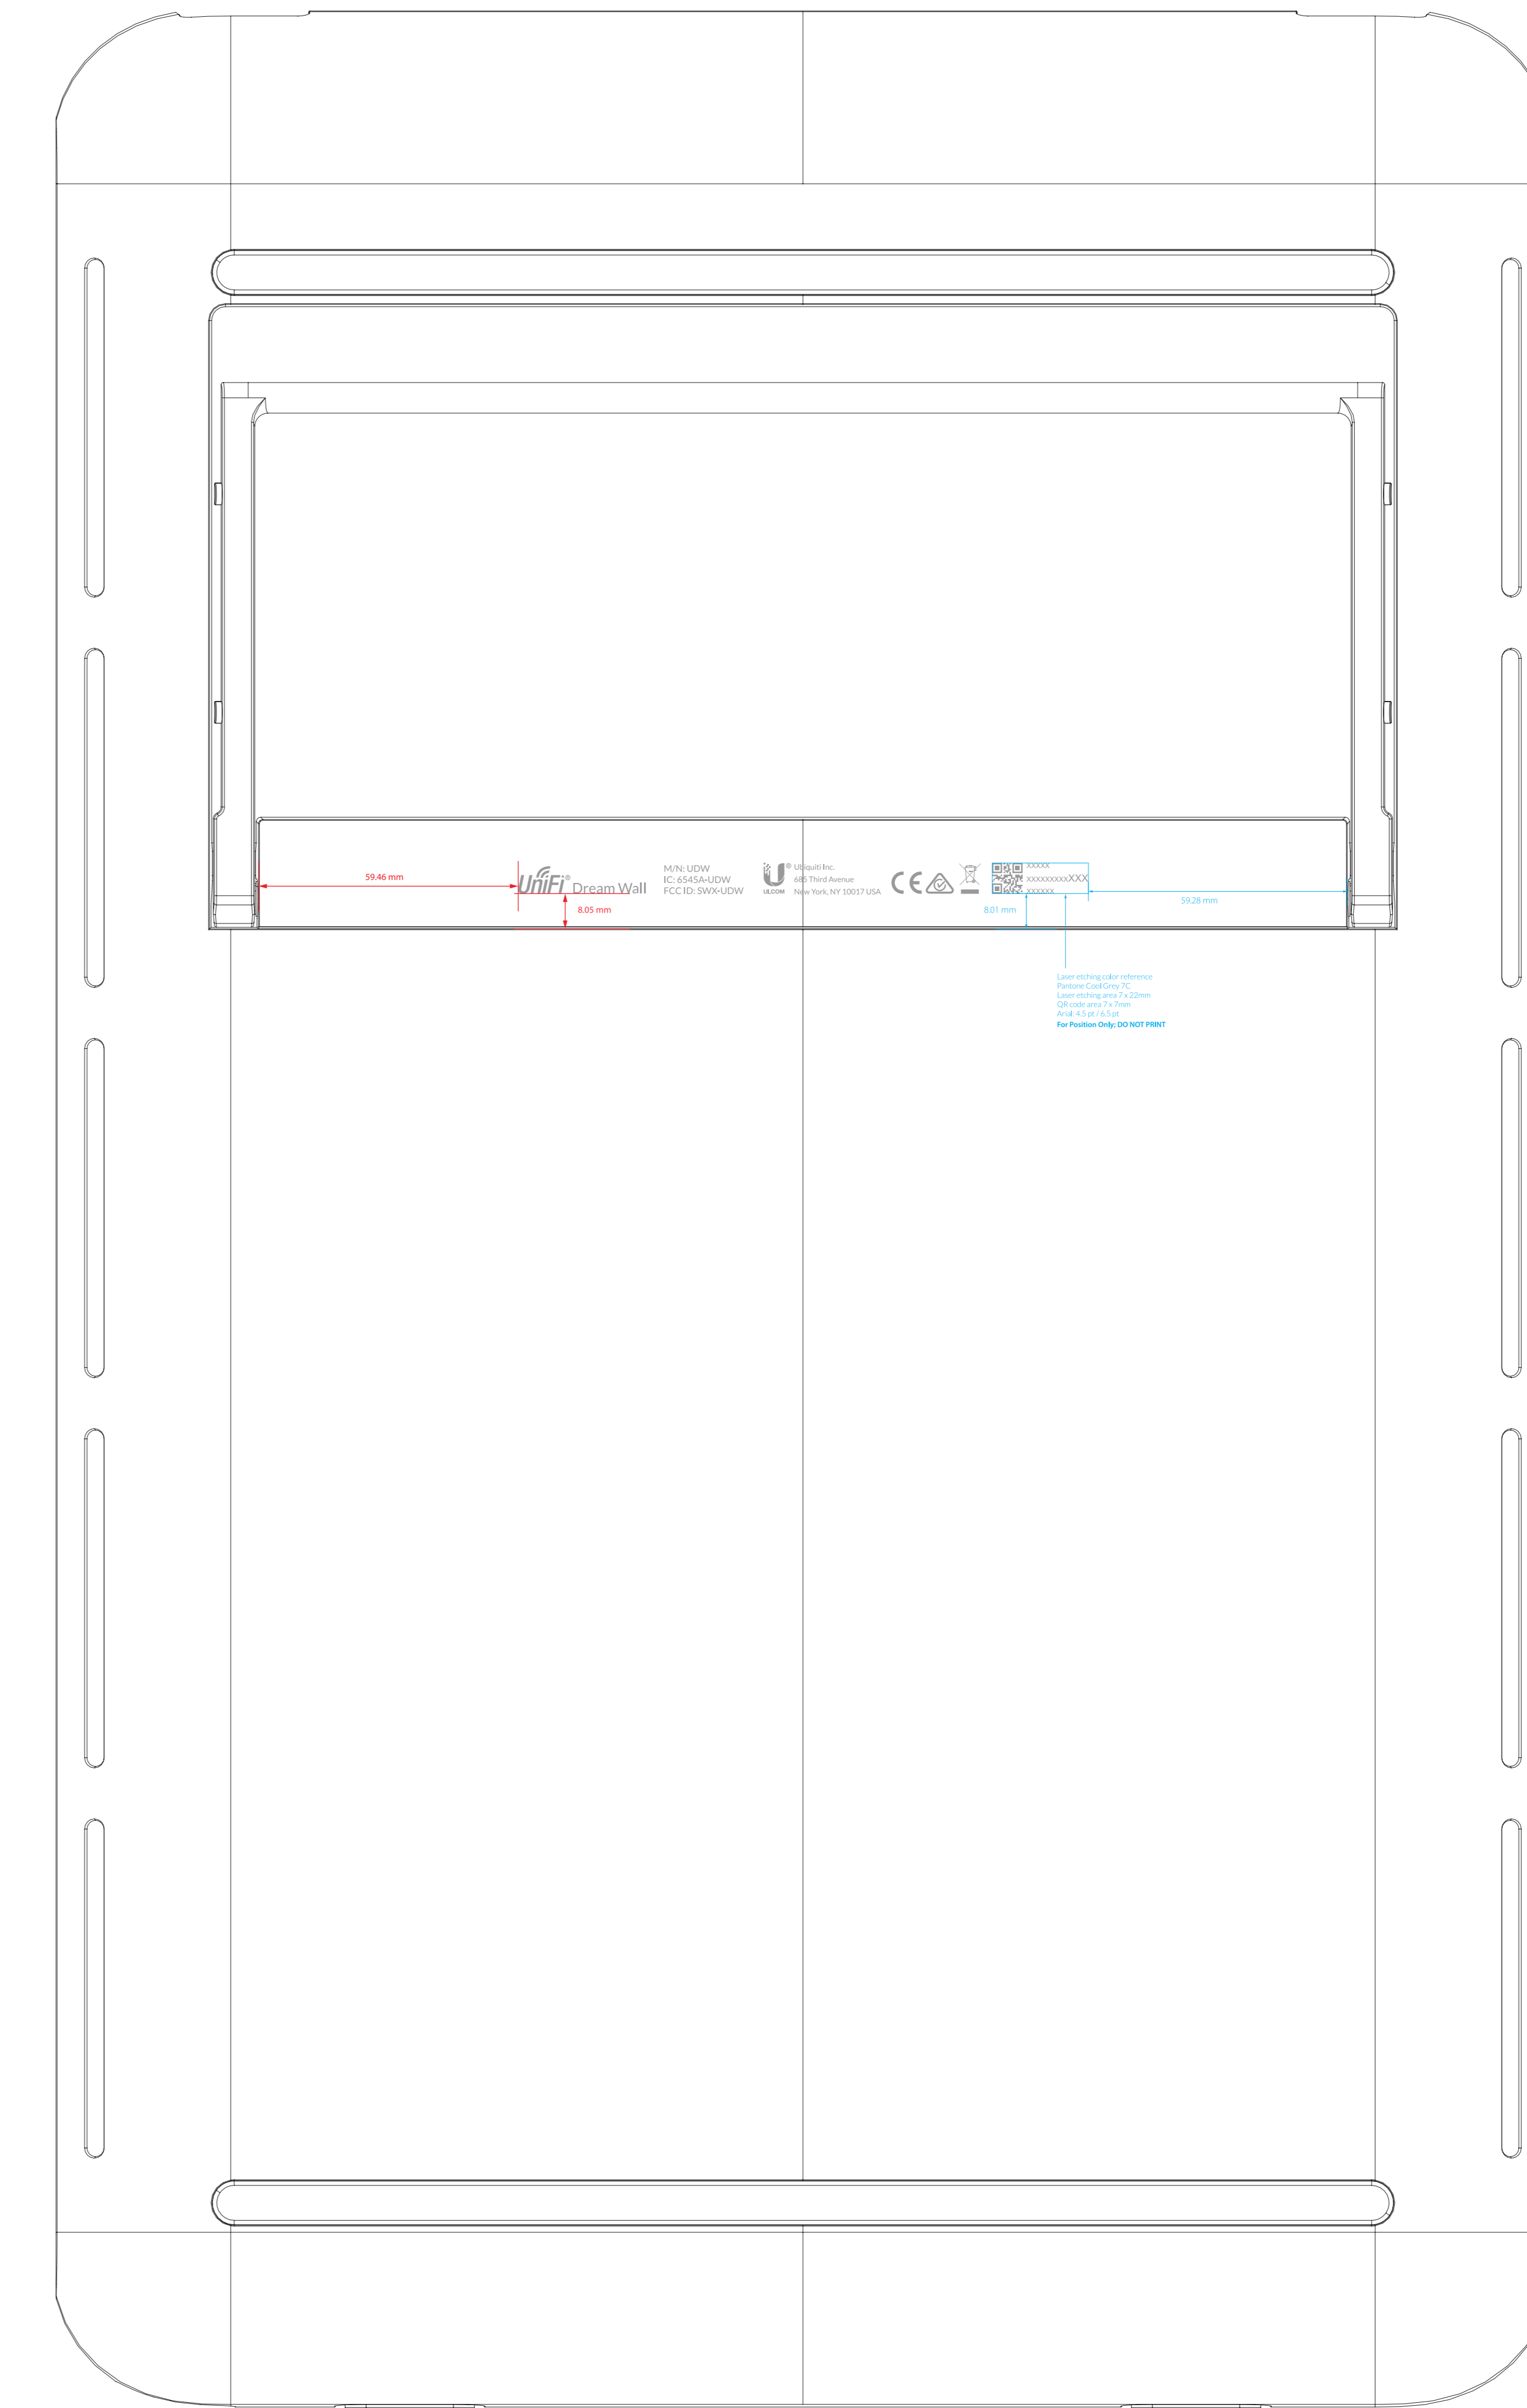 59.46 mm
UniFi® Dream Wall
8.05 mm
M/N: UDW
IC: 6545A-UDW
FCC ID: SWX-UDW
U®
ULCOM
Ubiquiti Inc.
685 Third Avenue
New York, NY 10017 USA
CE
XXXXX
XXXXXXXXXXXX
XXXXXX
8.01 mm
59.28 mm
Laser etching color reference
Pantone Cool Grey 7C
Laser etching area 7 x 22mm
QR code area 7 x 7mm
Arial: 4.5 pt / 6.5 pt
For Position Only; DO NOT PRINT